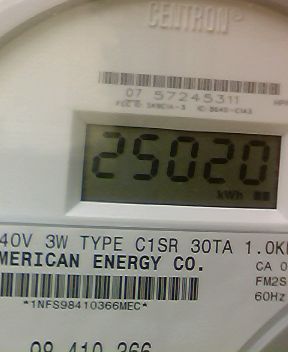 CENTRON®
07 57245311
25020
kWh
40V 3W TYPE C1SR 30TA 1.0K
MERICAN ENERGY CO.
CA 0
FM2S
60Hz
*1NFS98410366MEC*
98 410 366